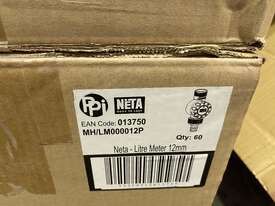 PPi NETA
EAN Code: 013750
MH/LM000012P
Qty: 60
Neta - Litre Meter 12mm